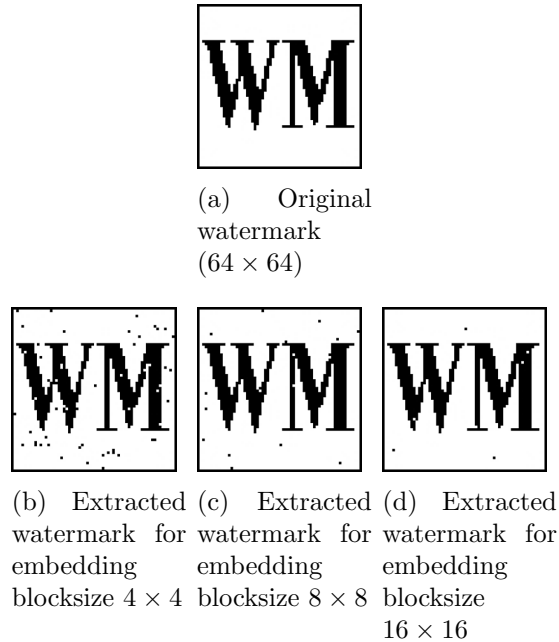 WM
(a) Original
watermark
(64 × 64)
WM WM WM
(b) Extracted
watermark for
embedding
blocksize 4 × 4
(c) Extracted
watermark for
embedding
blocksize 8 × 8
(d) Extracted
watermark for
embedding
blocksize
16 × 16